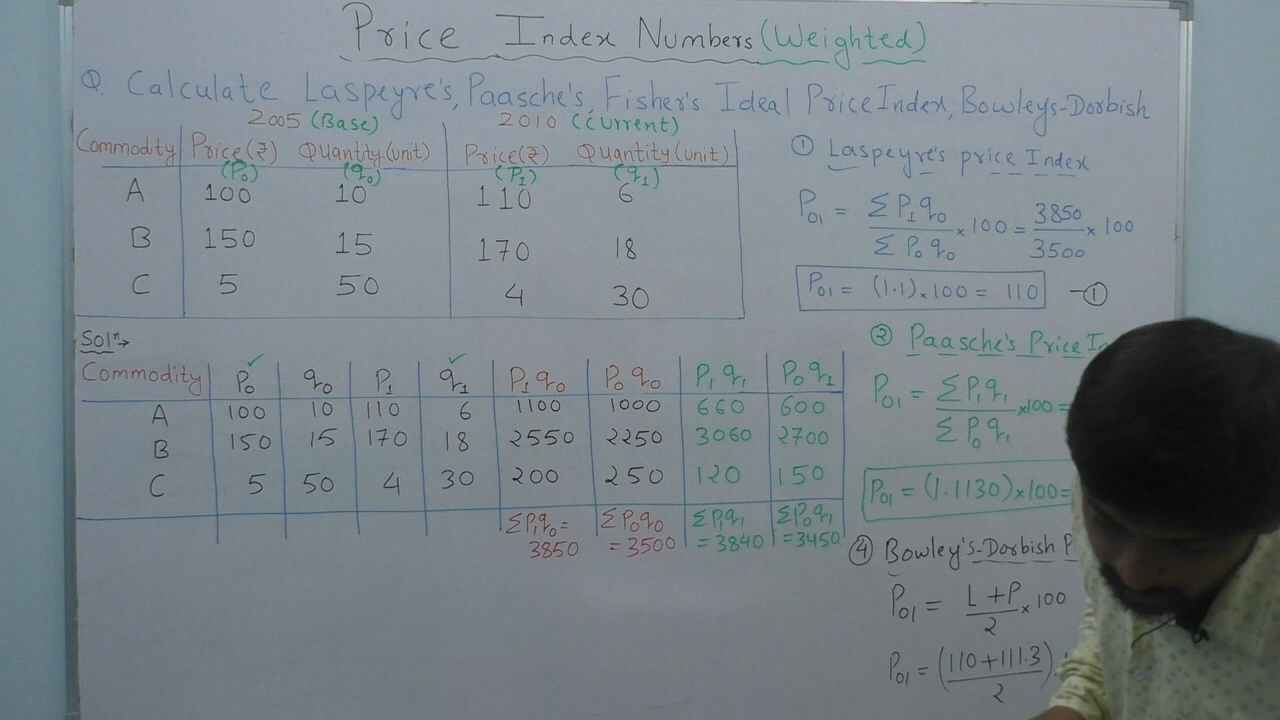 Price Index Numbers (Weighted)
Q. Calculate Laspeyre's, Paasche's, Fisher's Ideal Price Index, Bowleys-Dorbish
2005 (Base) 2010 (Current)
Commodity Price(₹) Quantity(unit) Price(₹) Quantity(unit)
(P₀) (q₀) (P₁) (q₁)
A 100 10 110 6
B 150 15 170 18
C 5 50 4 30
① Laspeyre's price Index
P₀₁ = ΣP₁q₀ / ΣP₀q₀ × 100 = 3850 / 3500 × 100
P₀₁ = (1.1) × 100 = 110 —①
Solⁿ→
Commodity P₀ q₀ P₁ q₁ P₁q₀ P₀q₀ P₁q₁ P₀q₁
A 100 10 110 6 1100 1000 660 600
B 150 15 170 18 2550 2250 3060 2700
C 5 50 4 30 200 250 120 150
ΣP₁q₀ = 3850 ΣP₀q₀ = 3500 ΣP₁q₁ = 3840 ΣP₀q₁ = 3450
② Paasche's Price
P₀₁ = ΣP₁q₁ / ΣP₀q₁ × 100 =
P₀₁ = (1.1130) × 100 =
④ Bowley's-Dorbish P
P₀₁ = L + P / 2 × 100
P₀₁ = (110 + 111.3 / 2)